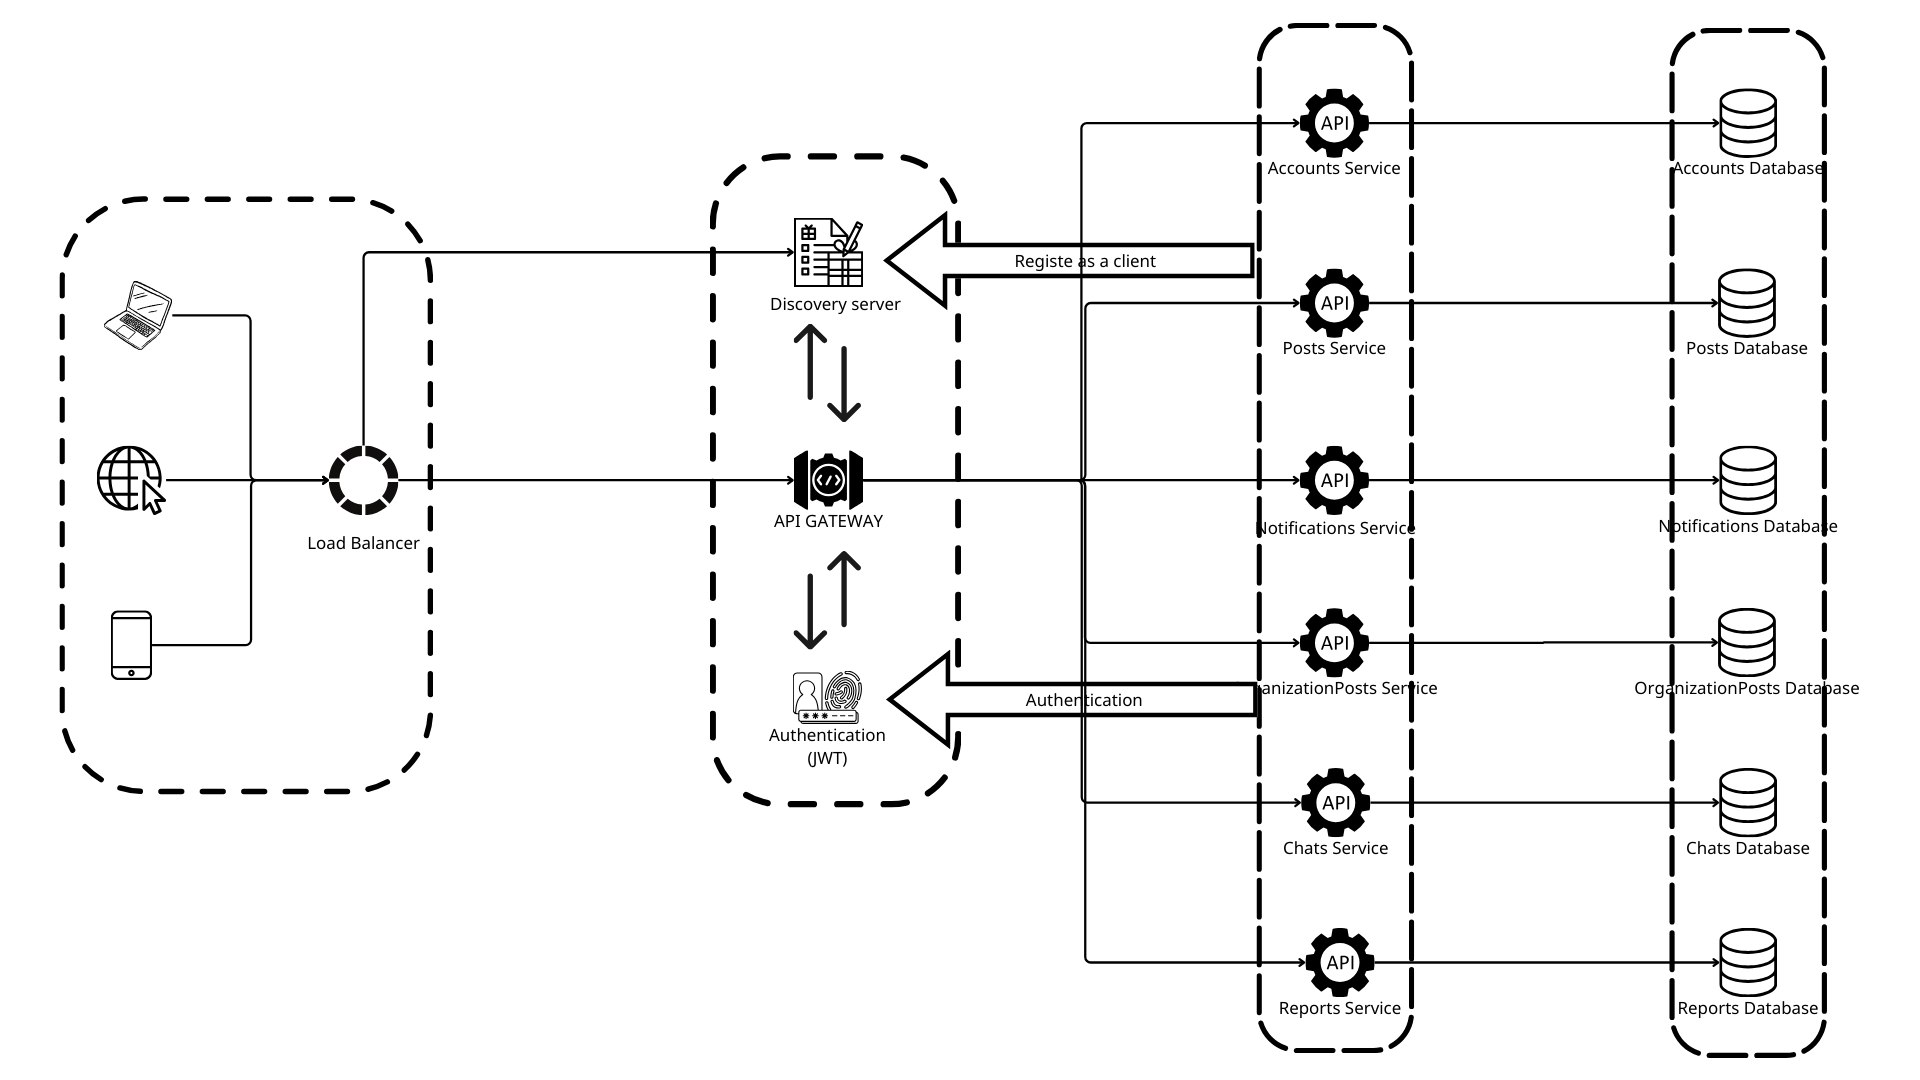 API
Accounts Service
Accounts Database
Registe as a client
Discovery server
API
Posts Service
Posts Database
API GATEWAY
Load Balancer
API
Notifications Service
Notifications Database
API
anizationPosts Service
OrganizationPosts Database
Authentication
Authentication
(JWT)
API
Chats Service
Chats Database
API
Reports Service
Reports Database